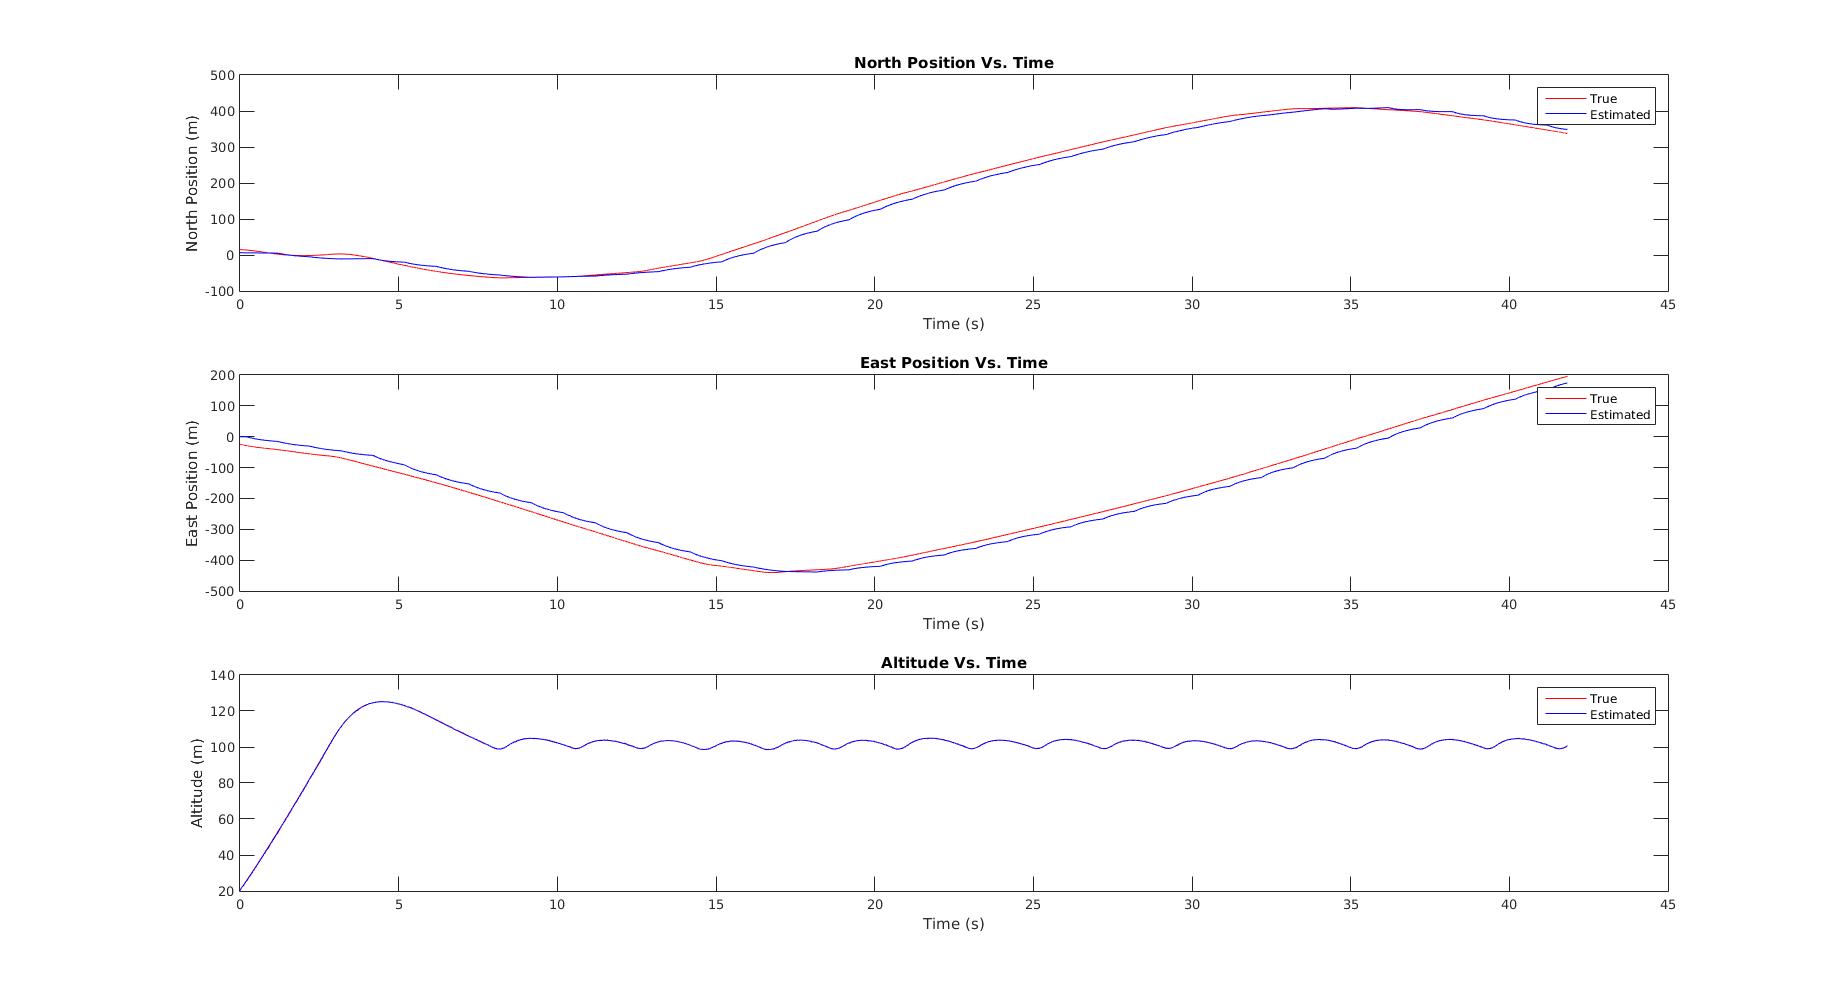 North Position Vs. Time
500
400
300
200
100
0
-100
North Position (m)
True
Estimated
0 5 10 15 20 25 30 35 40 45
Time (s)
East Position Vs. Time
200
100
0
-100
-200
-300
-400
-500
East Position (m)
True
Estimated
0 5 10 15 20 25 30 35 40 45
Time (s)
Altitude Vs. Time
140
120
100
80
60
40
20
Altitude (m)
True
Estimated
0 5 10 15 20 25 30 35 40 45
Time (s)